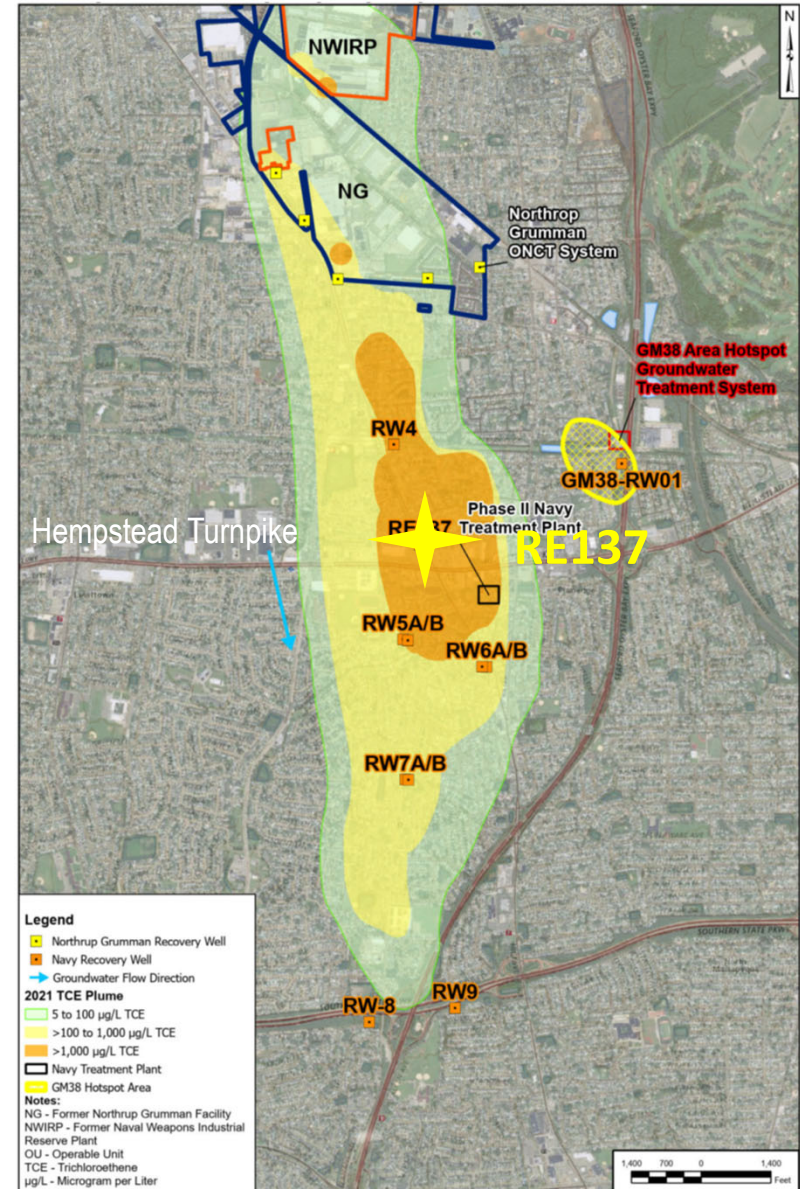 N
NWIRP
NG
Northrop
Grumman
ONCT System
GM38 Area Hotspot
Groundwater
Treatment System
RW4
GM38-RW01
Phase II Navy
Treatment Plant
RE137
Hempstead Turnpike
RW5A/B
RW6A/B
RW7A/B
RW-8
RW9
SOUTHERN STATE PKWY
Legend
Northrup Grumman Recovery Well
Navy Recovery Well
Groundwater Flow Direction
2021 TCE Plume
5 to 100 µg/L TCE
>100 to 1,000 µg/L TCE
>1,000 µg/L TCE
Navy Treatment Plant
GM38 Hotspot Area
Notes:
NG - Former Northrup Grumman Facility
NWIRP - Former Naval Weapons Industrial
Reserve Plant
OU - Operable Unit
TCE - Trichloroethene
µg/L - Microgram per Liter
1,400 700 0 1,400
Feet